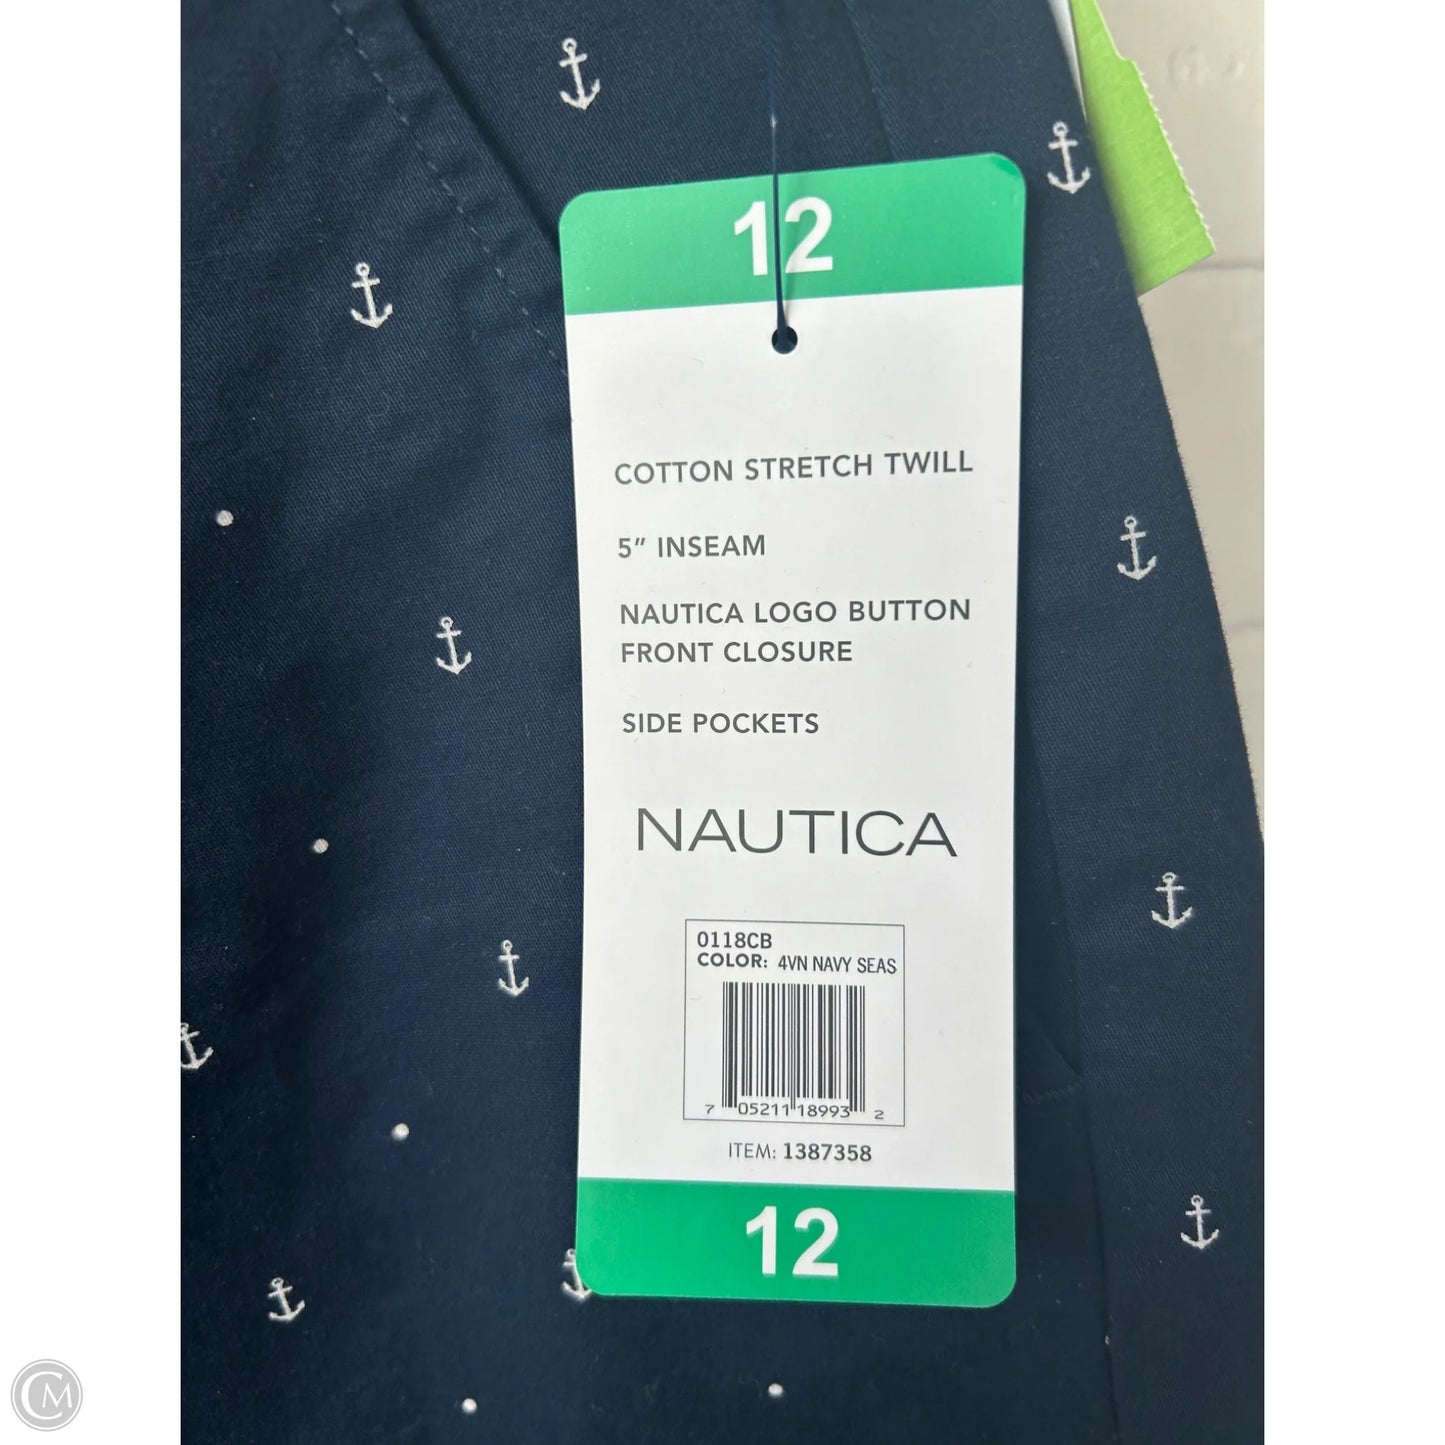 12
COTTON STRETCH TWILL
5” INSEAM
NAUTICA LOGO BUTTON
FRONT CLOSURE
SIDE POCKETS
NAUTICA
0118CB
COLOR: 4VN NAVY SEAS
7 05211 18993 2
ITEM: 1387358
12
CM